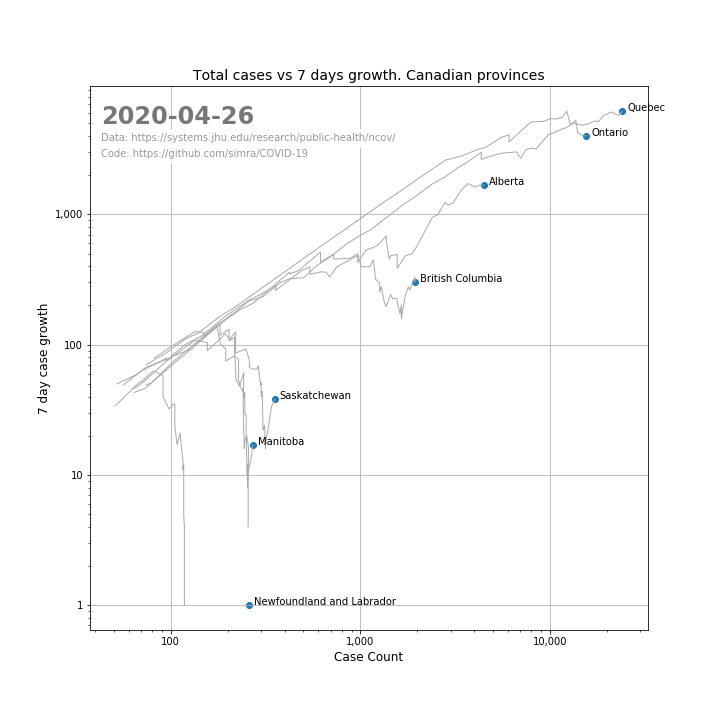 Total cases vs 7 days growth. Canadian provinces
2020-04-26
Data: https://systems.jhu.edu/research/public-health/ncov/
Code: https://github.com/simra/COVID-19
Quebec
Ontario
Alberta
British Columbia
Saskatchewan
Manitoba
Newfoundland and Labrador
7 day case growth
1,000
100
10
1
100
1,000
10,000
Case Count